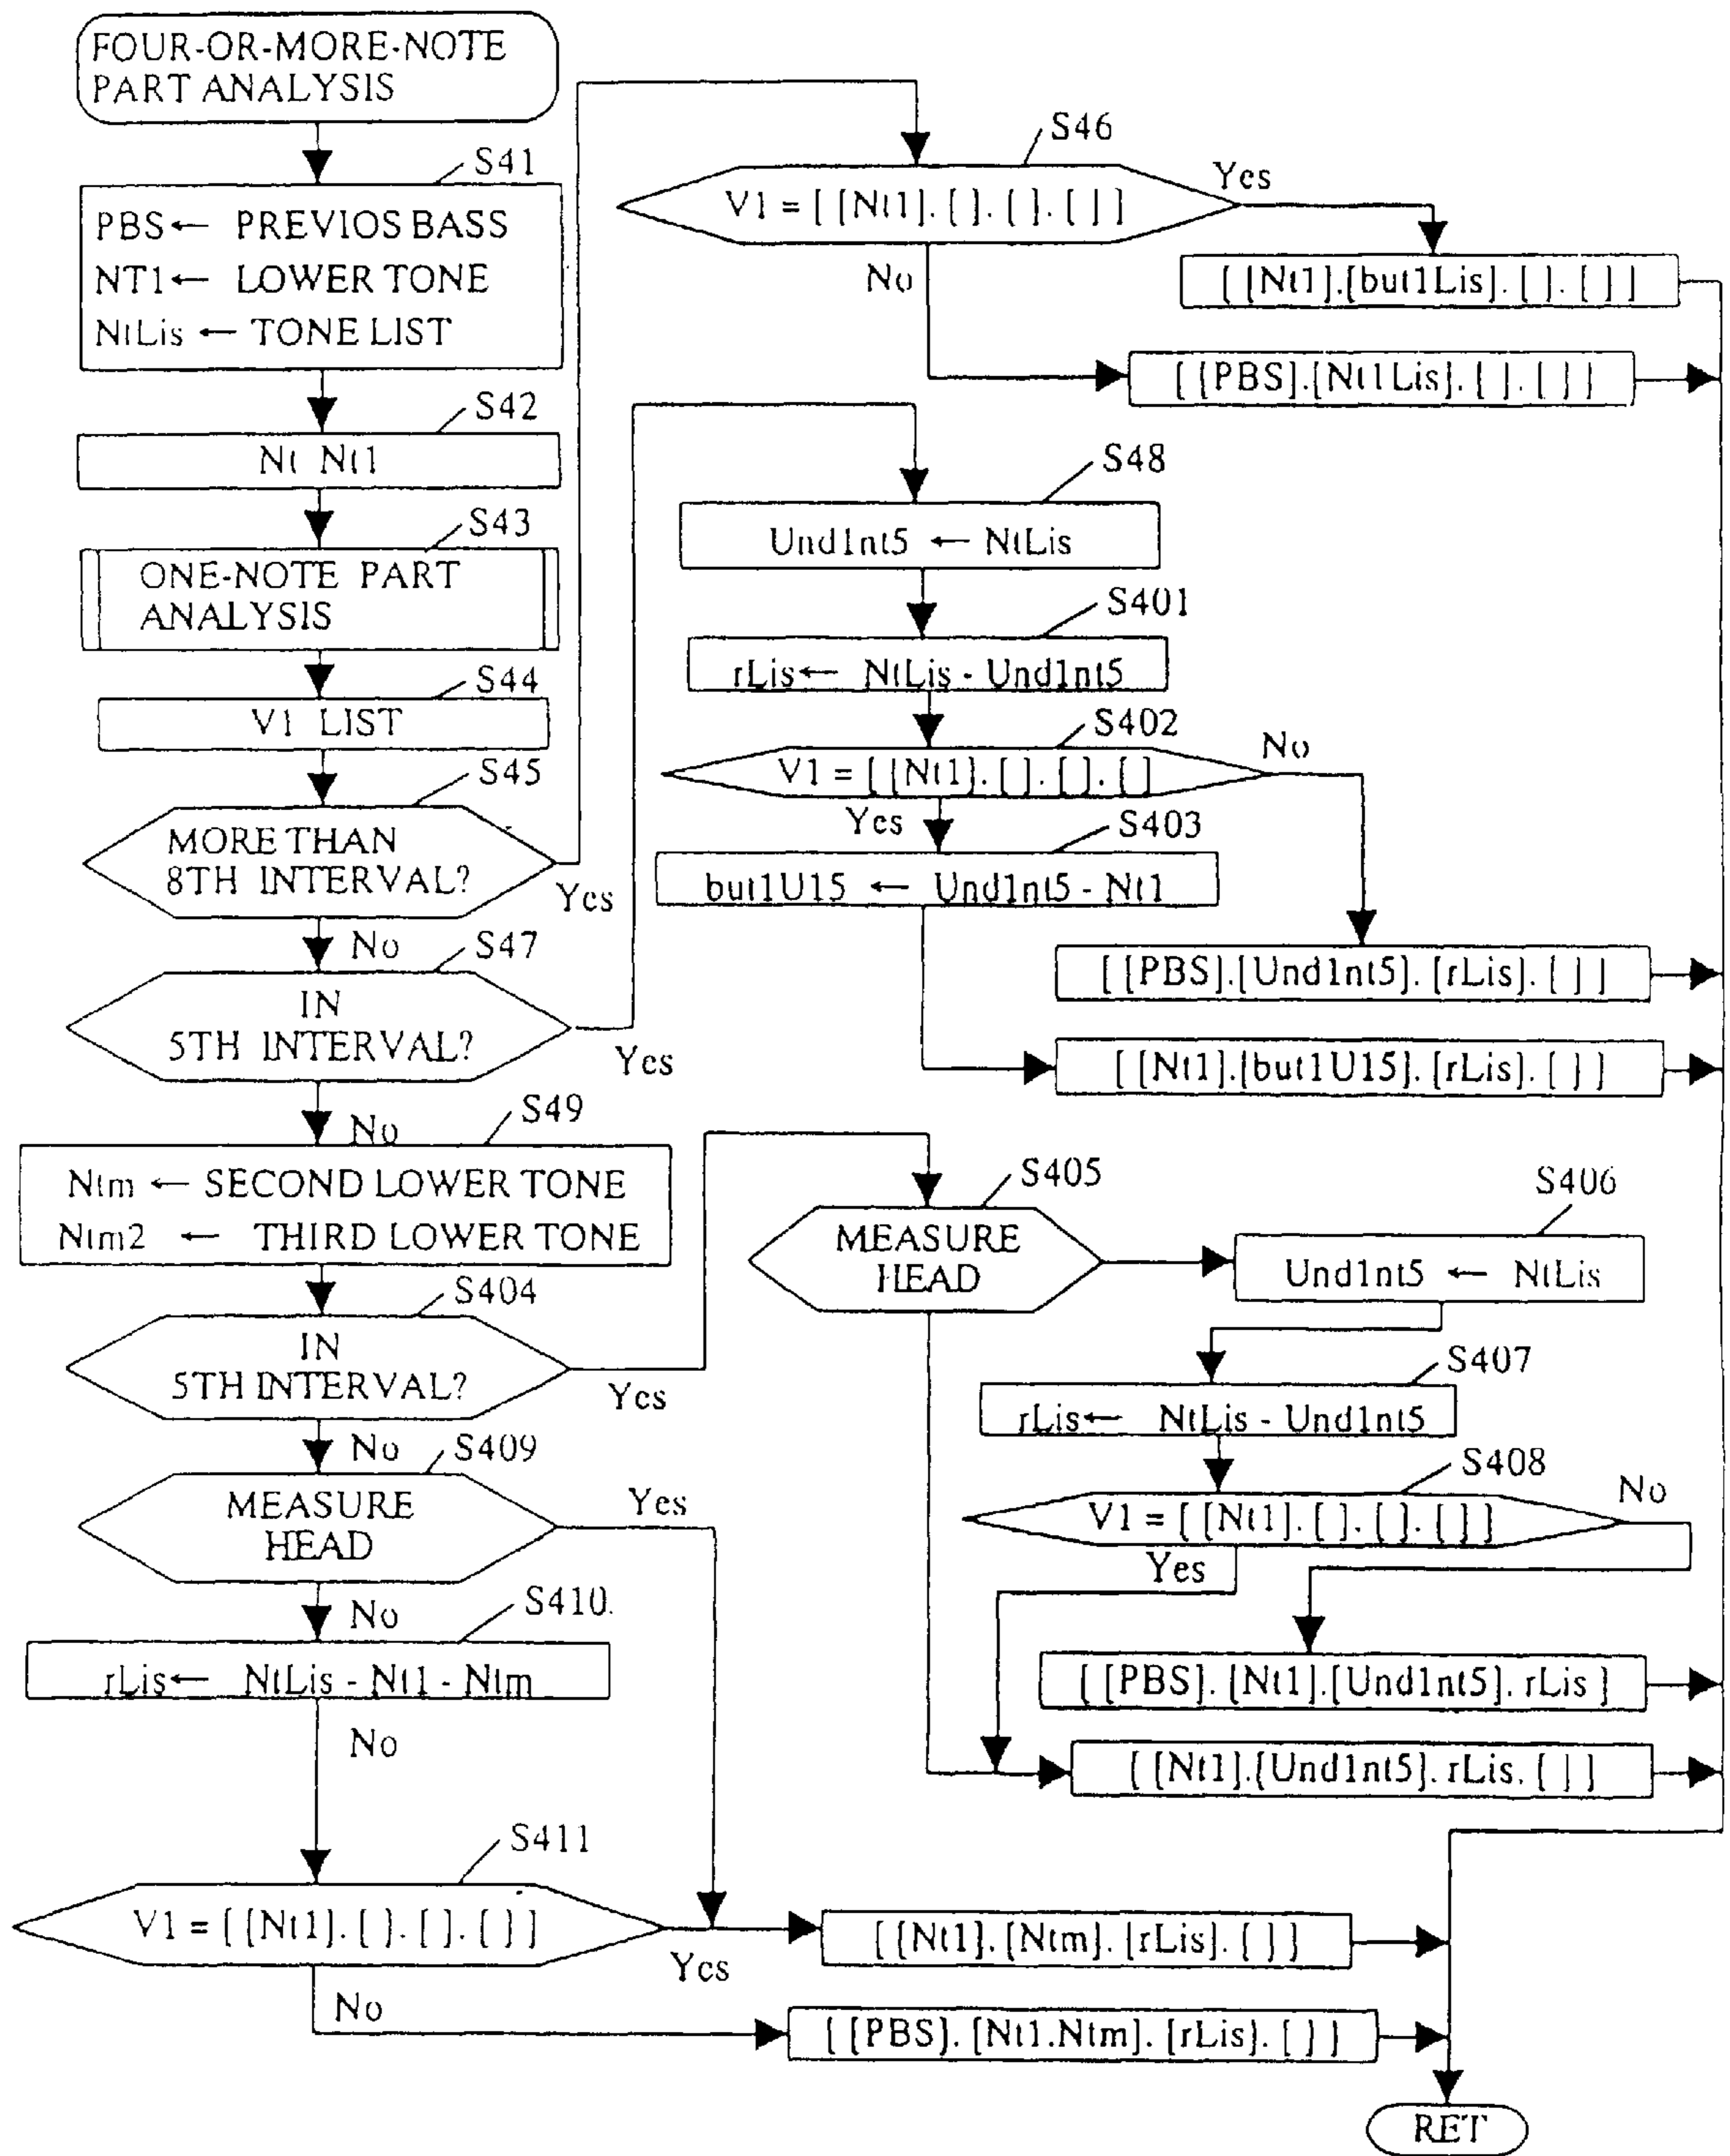 FOUR-OR-MORE-NOTE
PART ANALYSIS
S41
PBS ← PREVIOS BASS
NT1 ← LOWER TONE
NtLis ← TONE LIST
S42
Nt Nt1
S43
ONE-NOTE PART
ANALYSIS
S44
V1 LIST
S45
MORE THAN
8TH INTERVAL?
Yes
No
S46
V1 = [ [Nt1]. [ ]. [ ]. [ ] ]
Yes
No
[ [Nt1].[but1Lis]. [ ]. [ ] ]
[ [PBS].[Nt1Lis]. [ ]. [ ] ]
S47
IN
5TH INTERVAL?
Yes
No
S48
Und1nt5 ← NtLis
S401
rLis ← NtLis - Und1nt5
S402
V1 = [ [Nt1]. [ ]. [ ]. [ ]
No
Yes
S403
but1U15 ← Und1nt5 - Nt1
[ [PBS].[Und1nt5]. [rLis]. [ ] ]
[ [Nt1].[but1U15]. [rLis]. [ ] ]
S49
Ntm ← SECOND LOWER TONE
Ntm2 ← THIRD LOWER TONE
S404
IN
5TH INTERVAL?
Yes
No
S405
MEASURE
HEAD
S406
Und1nt5 ← NtLis
S407
rLis ← NtLis - Und1nt5
S408
V1 = [ [Nt1]. [ ]. [ ]. [ ] ]
No
Yes
[ [PBS]. [Nt1].[Und1nt5]. rLis ]
[ [Nt1].[Und1nt5]. rLis. [ ] ]
S409
MEASURE
HEAD
Yes
No
S410.
rLis ← NtLis - Nt1 - Ntm
No
S411
V1 = [ [Nt1]. [ ]. [ ]. [ ] ]
Yes
No
[ [Nt1]. [Ntm]. [rLis]. [ ] ]
[ [PBS]. [Nt1.Ntm]. [rLis]. [ ] ]
RET